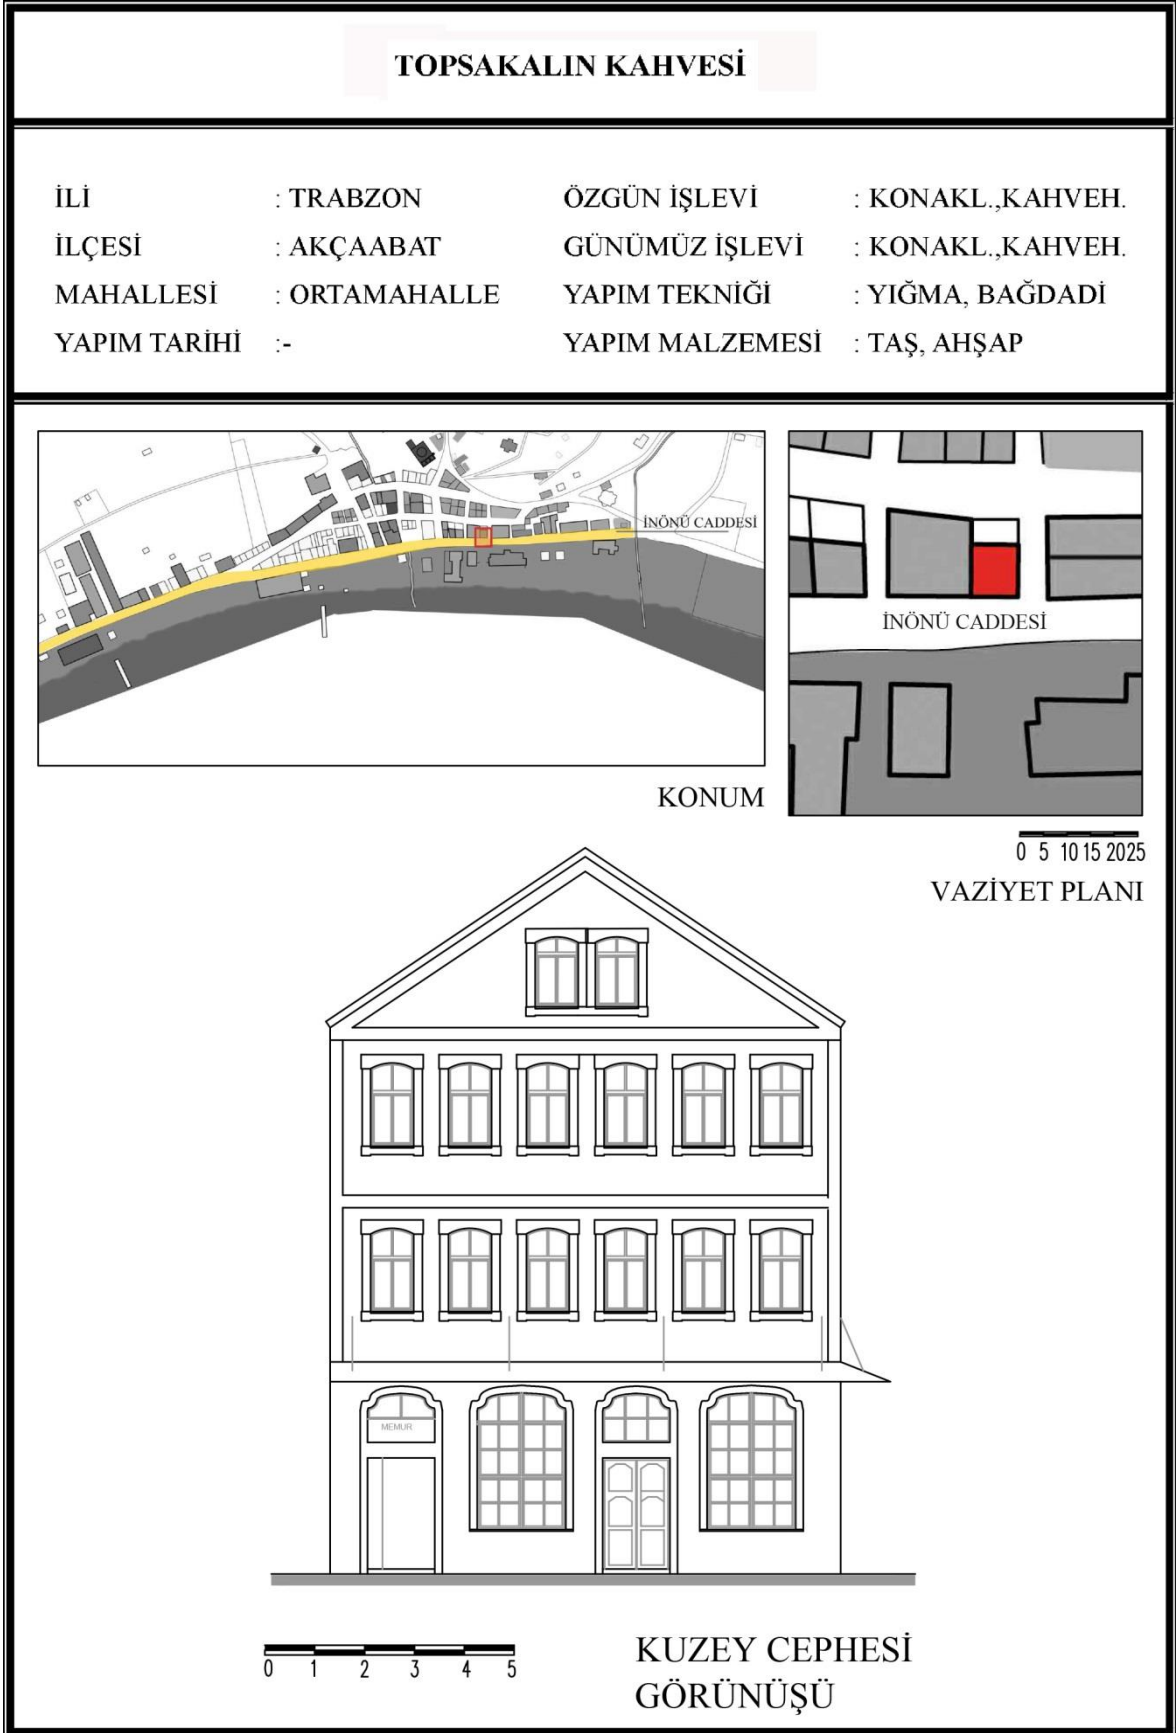 TOPSAKALIN KAHVESİ
İLİ : TRABZON ÖZGÜN İŞLEVİ : KONAKL.,KAHVEH.
İLÇESİ : AKÇAABAT GÜNÜMÜZ İŞLEVİ : KONAKL.,KAHVEH.
MAHALLESİ : ORTAMAHALLE YAPIM TEKNİĞİ : YIĞMA, BAĞDADİ
YAPIM TARİHİ :- YAPIM MALZEMESİ : TAŞ, AHŞAP
İNÖNÜ CADDESİ
İNÖNÜ CADDESİ
KONUM
0 5 10 15 20 25
VAZİYET PLANI
MEMUR
0 1 2 3 4 5
KUZEY CEPHESİ
GÖRÜNÜŞÜ